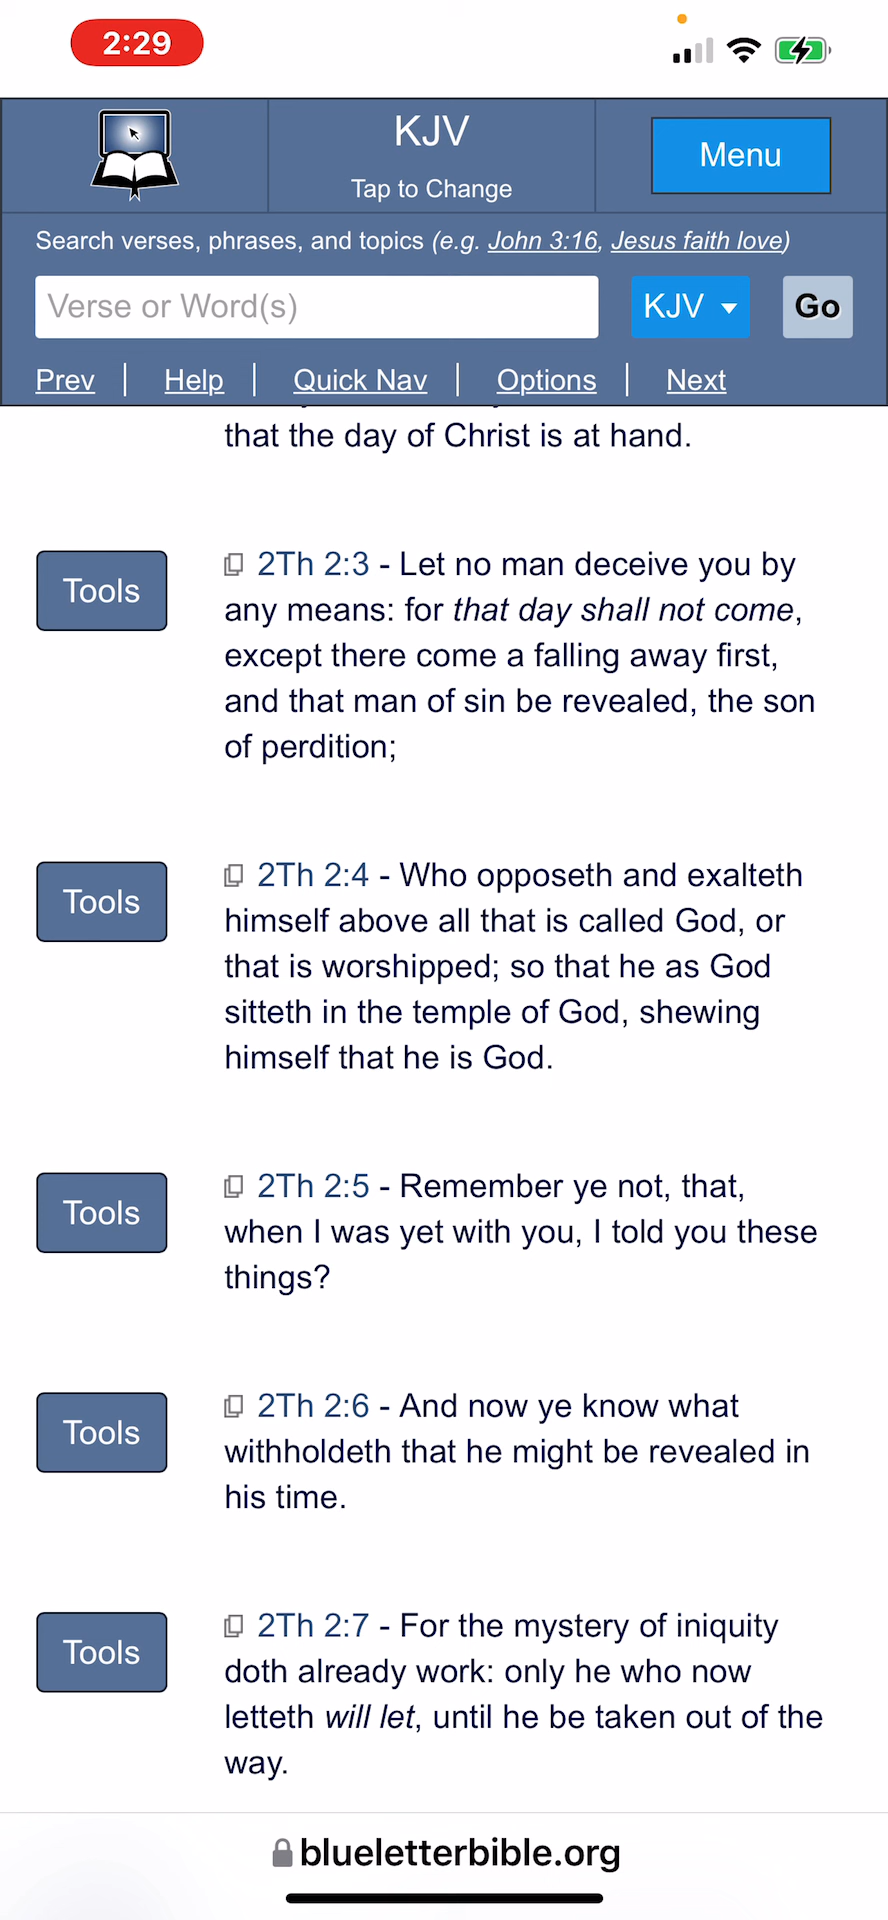 2:29
KJV
Tap to Change
Menu
Search verses, phrases, and topics (e.g. John 3:16, Jesus faith love)
Verse or Word(s)
KJV
Go
Prev | Help | Quick Nav | Options | Next
that the day of Christ is at hand.
Tools
2Th 2:3 - Let no man deceive you by
any means: for that day shall not come,
except there come a falling away first,
and that man of sin be revealed, the son
of perdition;
Tools
2Th 2:4 - Who opposeth and exalteth
himself above all that is called God, or
that is worshipped; so that he as God
sitteth in the temple of God, shewing
himself that he is God.
Tools
2Th 2:5 - Remember ye not, that,
when I was yet with you, I told you these
things?
Tools
2Th 2:6 - And now ye know what
withholdeth that he might be revealed in
his time.
Tools
2Th 2:7 - For the mystery of iniquity
doth already work: only he who now
letteth will let, until he be taken out of the
way.
blueletterbible.org